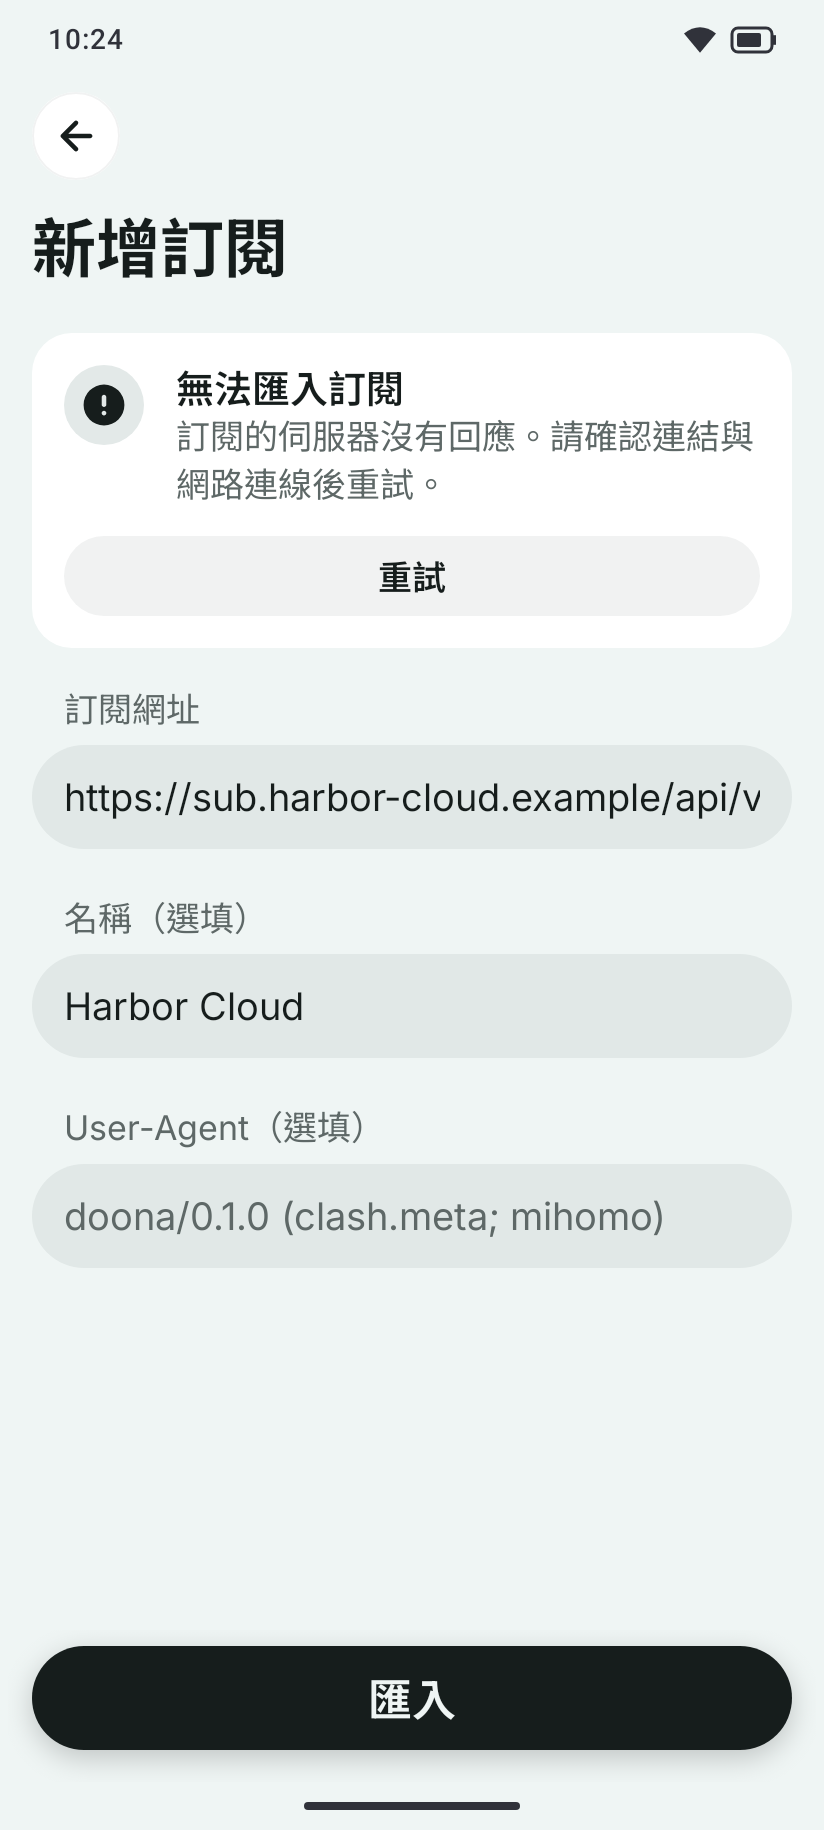 10:24
新增訂閱
無法匯入訂閱
訂閱的伺服器沒有回應。請確認連結與
網路連線後重試。
重試
訂閱網址
https://sub.harbor-cloud.example/api/v
名稱（選填）
Harbor Cloud
User-Agent（選填）
doona/0.1.0 (clash.meta; mihomo)
匯入